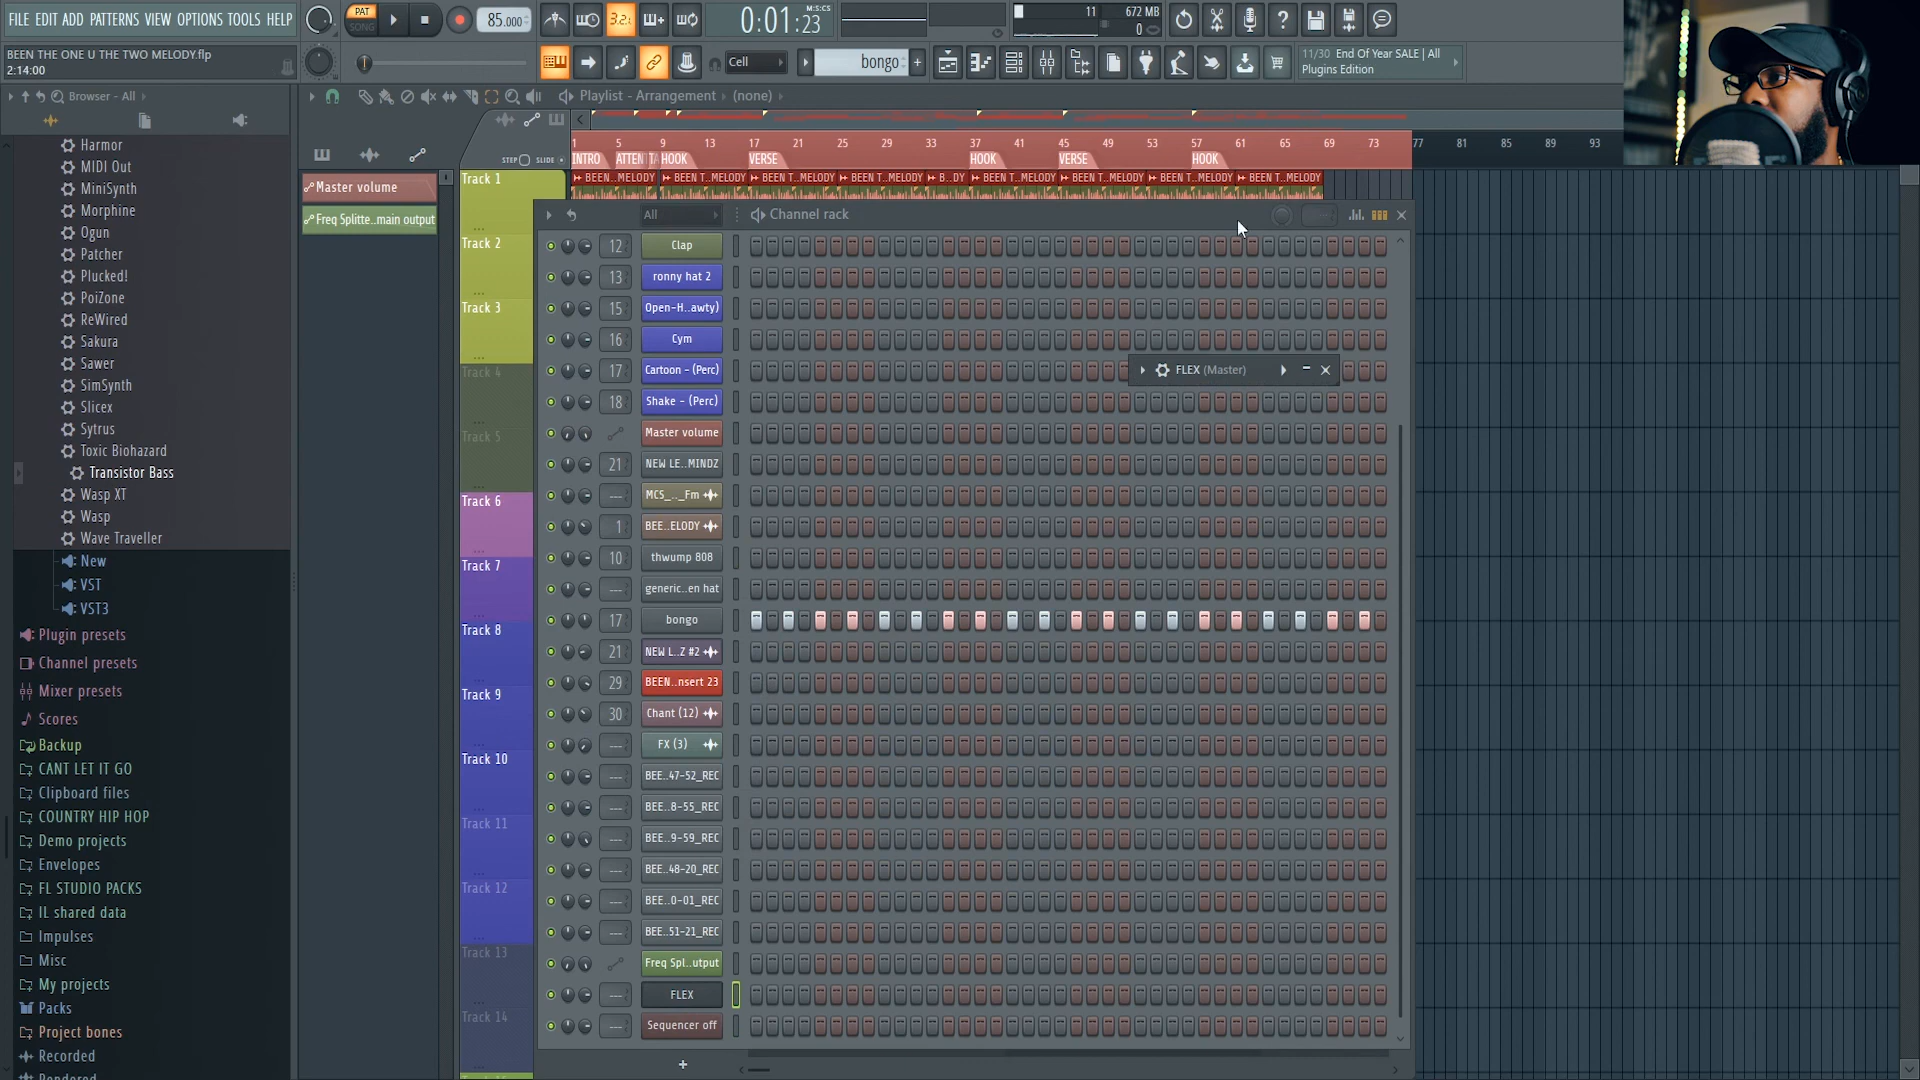 FILE EDIT ADD PATTERNS VIEW OPTIONS TOOLS HELP
PAT
SONG
85.000
3.2.
0:01:23
M:S:CS
11
672 MB
0
BEEN THE ONE U THE TWO MELODY.flp
2:14:00
Cell
bongo
11/30 End Of Year SALE | All
Plugins Edition
Browser - All
Playlist - Arrangement
(none)
Harmor
MIDI Out
MiniSynth
Morphine
Ogun
Patcher
Plucked!
PoiZone
ReWired
Sakura
Sawer
SimSynth
Slicex
Sytrus
Toxic Biohazard
Transistor Bass
Wasp XT
Wasp
Wave Traveller
New
VST
VST3
Plugin presets
Channel presets
Mixer presets
Scores
Backup
CANT LET IT GO
Clipboard files
COUNTRY HIP HOP
Demo projects
Envelopes
FL STUDIO PACKS
IL shared data
Impulses
Misc
My projects
Packs
Project bones
Recorded
Rendered
Master volume
Freq Splitte..main output
STEP SLIDE
1 5 9 13 17 21 25 29 33 37 41 45 49 53 57 61 65 69 73 77 81 85 89 93
INTRO ATTEN HOOK VERSE HOOK VERSE HOOK
BEEN..MELODY BEEN T..MELODY BEEN T..MELODY BEEN T..MELODY B..DY BEEN T..MELODY BEEN T..MELODY BEEN T..MELODY BEEN T..MELODY
Track 1
Track 2
Track 3
Track 4
Track 5
Track 6
Track 7
Track 8
Track 9
Track 10
Track 11
Track 12
Track 13
Track 14
All
Channel rack
12 Clap
13 ronny hat 2
15 Open-H..awty)
16 Cym
17 Cartoon - (Perc)
18 Shake - (Perc)
Master volume
21 NEW LE..MINDZ
--- MCS_.._Fm
1 BEE..ELODY
10 thwump 808
--- generic..en hat
17 bongo
21 NEW L..Z #2
29 BEEN..nsert 23
30 Chant (12)
--- FX (3)
--- BEE..47-52_REC
--- BEE..8-55_REC
--- BEE..9-59_REC
--- BEE..48-20_REC
--- BEE..0-01_REC
--- BEE..51-21_REC
Freq Spl..utput
--- FLEX
--- Sequencer off
+
FLEX (Master)